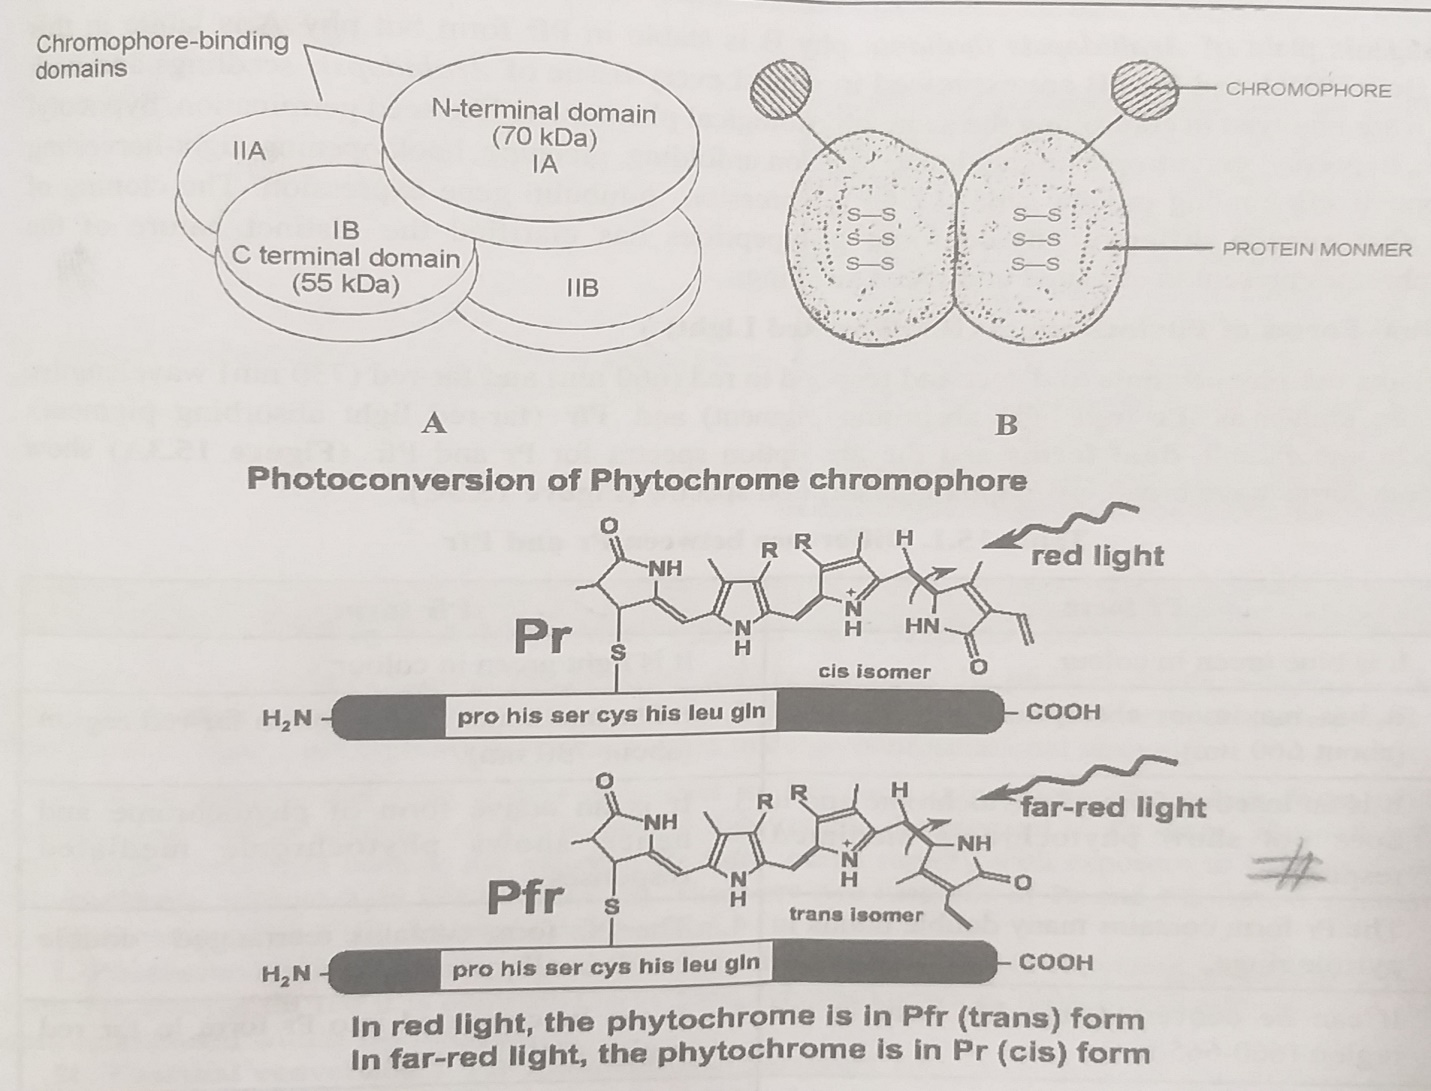 Chromophore-binding
domains
N-terminal domain
(70 kDa)
IA
IIA
IB
C terminal domain
(55 kDa)
IIB
CHROMOPHORE
S—S S—S
S—S S—S
S—S S—S
PROTEIN MONMER
A B
Photoconversion of Phytochrome chromophore
O
NH
R R
H
red light
N
H
+
N
H
HN
O
Pr
S
cis isomer
H₂N
pro his ser cys his leu gln
COOH
O
NH
R R
H
far-red light
N
H
+
N
H
NH
O
Pfr
S
trans isomer
H₂N
pro his ser cys his leu gln
COOH
In red light, the phytochrome is in Pfr (trans) form
In far-red light, the phytochrome is in Pr (cis) form